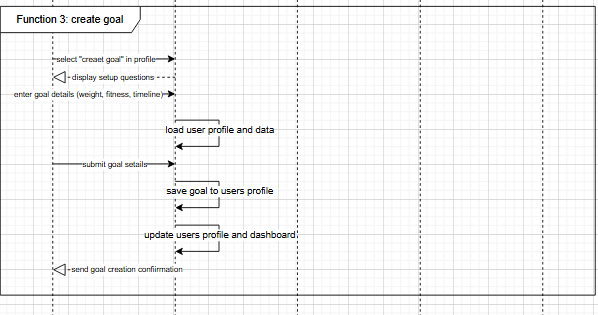 Function 3: create goal
select "creaet goal" in profile
display setup questions
enter goal details (weight, fitness, timeline)
load user profile and data
submit goal setails
save goal to users profile
update users profile and dashboard
send goal creation confiirmation